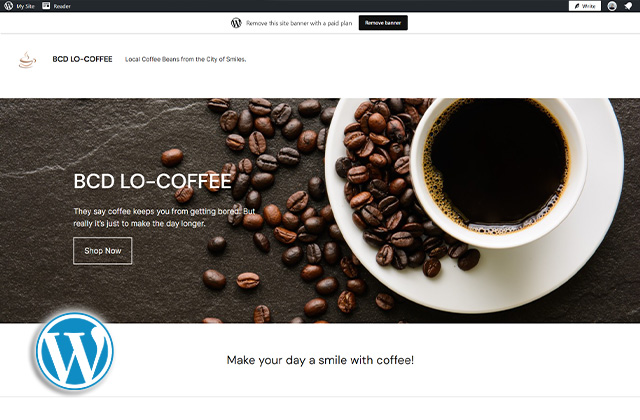 My Site
Reader
Write
Remove this site banner with a paid plan
Remove banner
BCD LO-COFFEE
Local Coffee Beans from the City of Smiles.
BCD LO-COFFEE
They say coffee keeps you from getting bored. But
really it's just to make the day longer.
Shop Now
Make your day a smile with coffee!